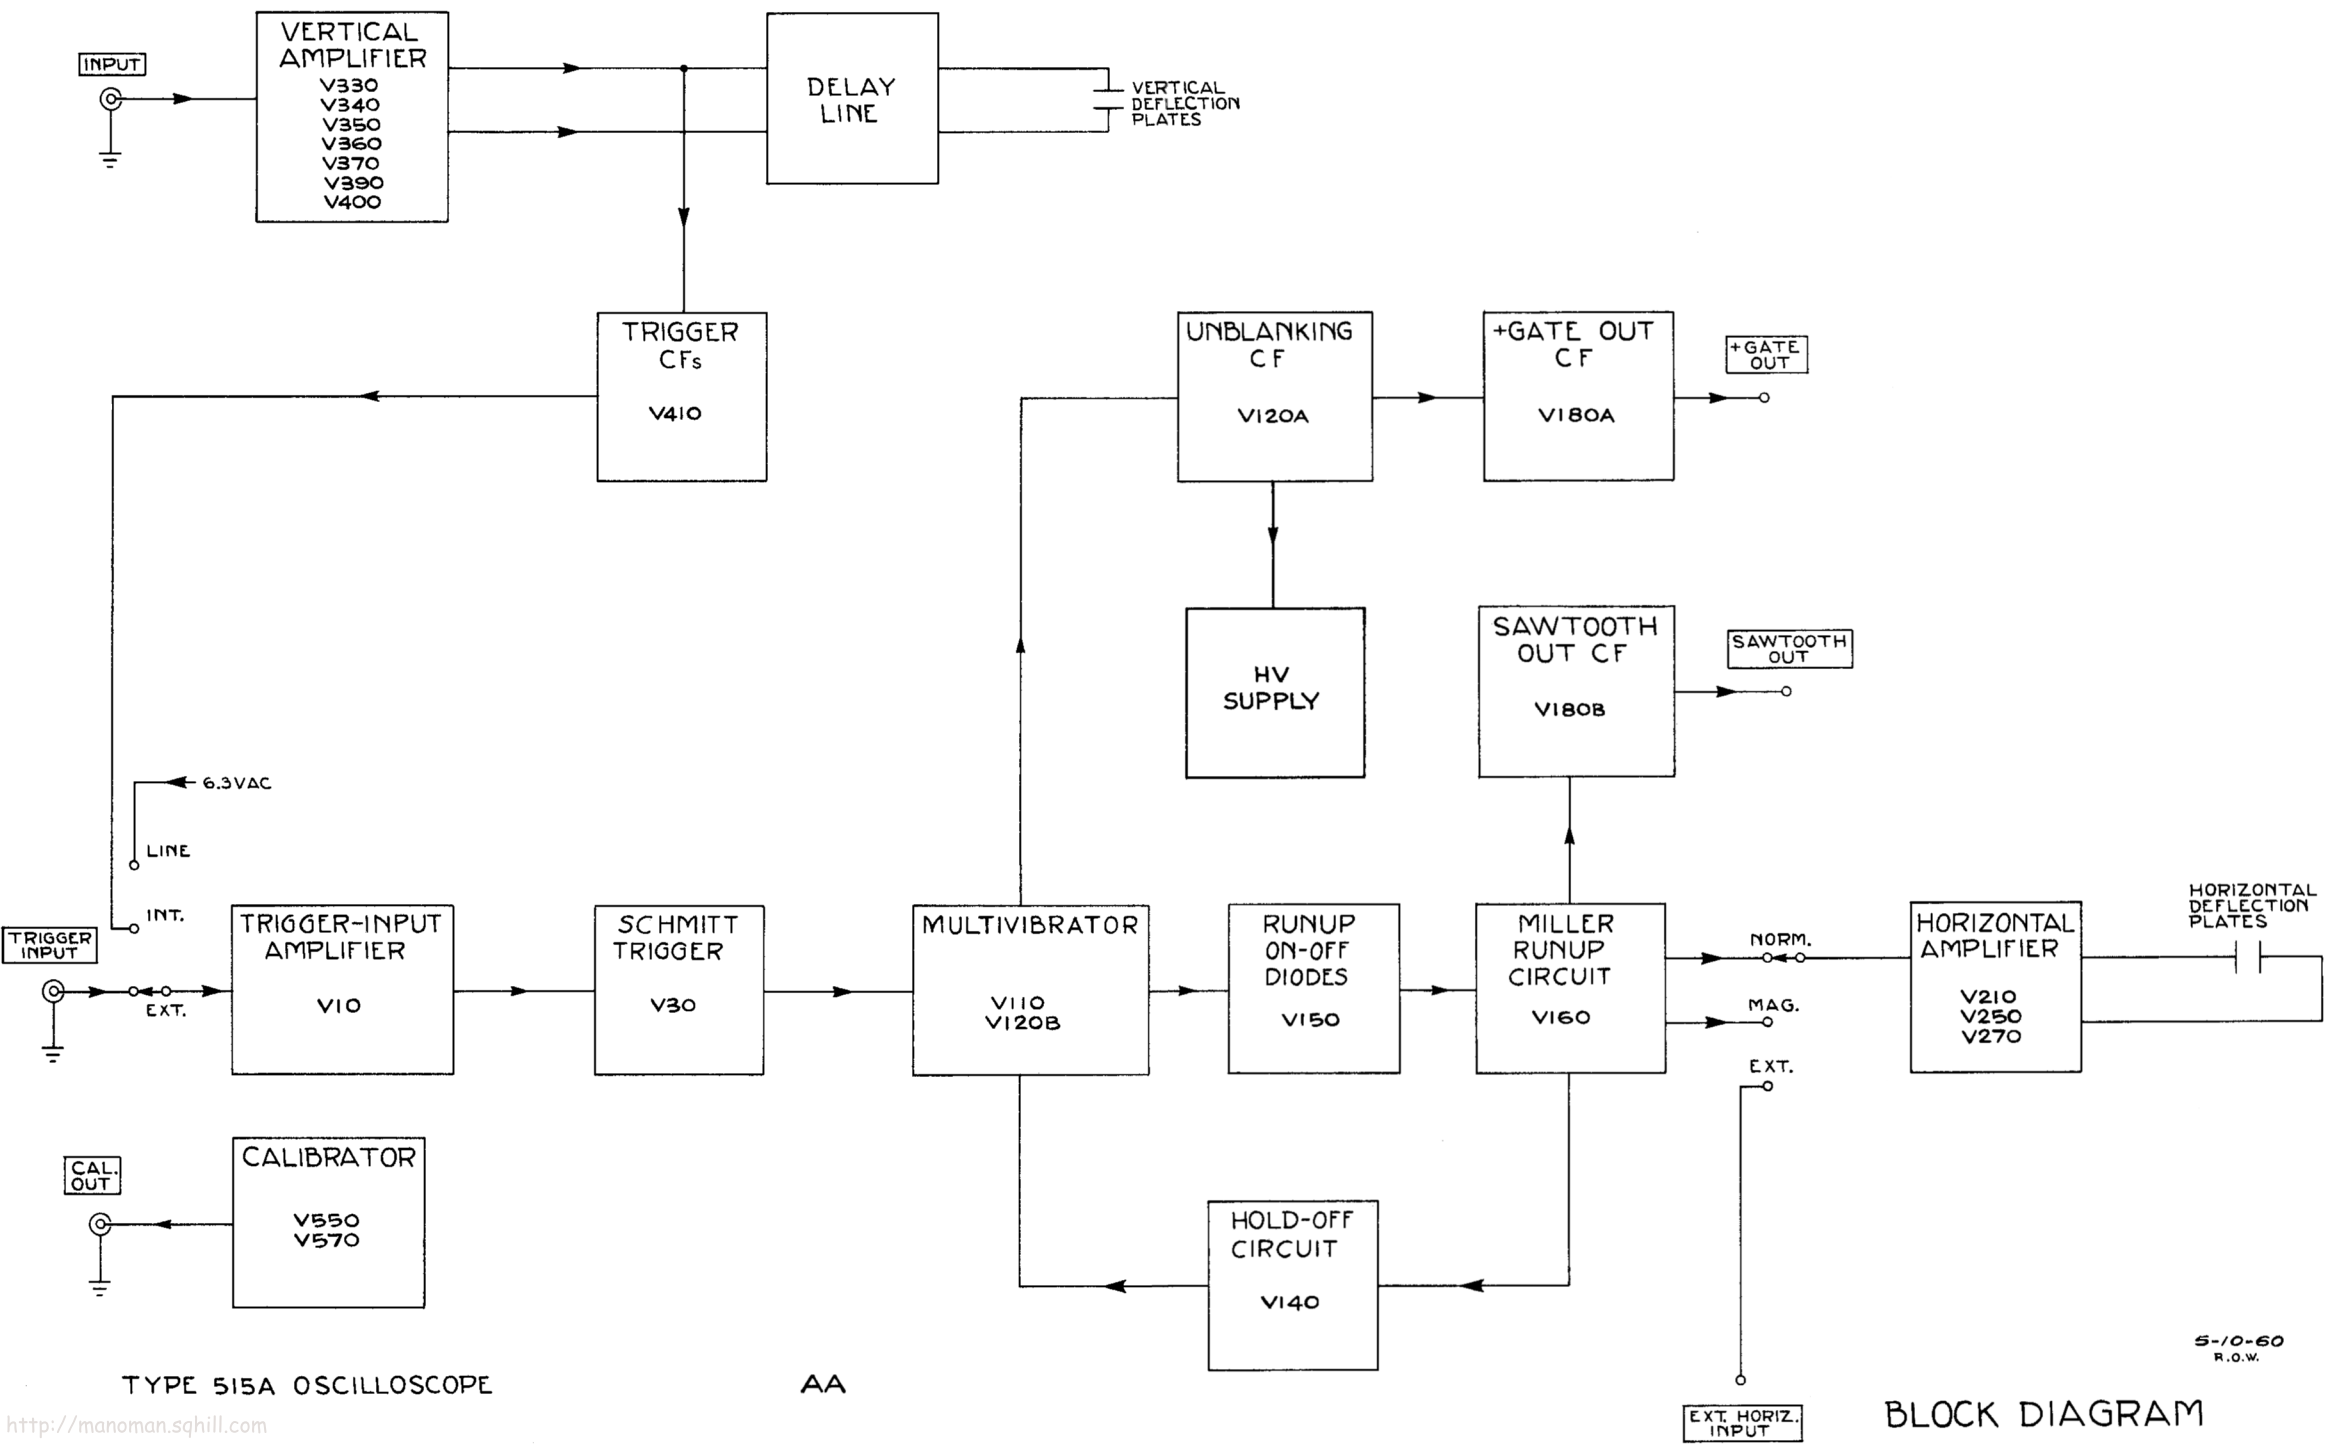 INPUT
VERTICAL
AMPLIFIER
V330
V340
V350
V360
V370
V390
V400
DELAY
LINE
VERTICAL
DEFLECTION
PLATES
TRIGGER
CFs
V410
UNBLANKING
CF
V120A
+GATE OUT
CF
V180A
+GATE
OUT
HV
SUPPLY
SAWTOOTH
OUT CF
V180B
SAWTOOTH
OUT
6.3VAC
LINE
INT.
TRIGGER
INPUT
EXT.
TRIGGER-INPUT
AMPLIFIER
V10
SCHMITT
TRIGGER
V30
MULTIVIBRATOR
V110
V120B
RUNUP
ON-OFF
DIODES
V150
MILLER
RUNUP
CIRCUIT
V160
NORM.
MAG.
EXT.
HORIZONTAL
AMPLIFIER
V210
V250
V270
HORIZONTAL
DEFLECTION
PLATES
CAL.
OUT
CALIBRATOR
V550
V570
HOLD-OFF
CIRCUIT
V140
EXT. HORIZ.
INPUT
5-10-60
R.O.W.
TYPE 515A OSCILLOSCOPE
AA
BLOCK DIAGRAM
http://manoman.sqhill.com